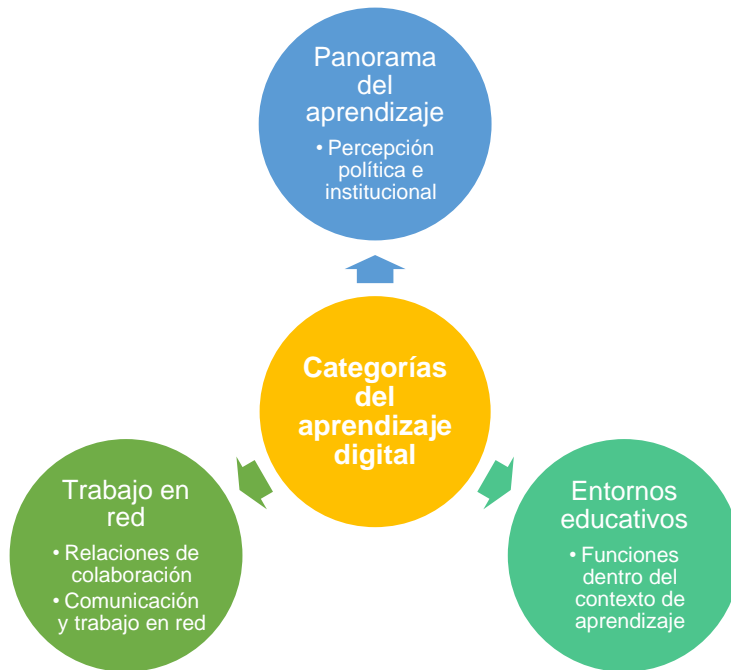 Panorama
del
aprendizaje
• Percepción
política e
institucional
Categorías
del
aprendizaje
digital
Trabajo en
red
• Relaciones de
colaboración
• Comunicación
y trabajo en red
Entornos
educativos
• Funciones
dentro del
contexto de
aprendizaje